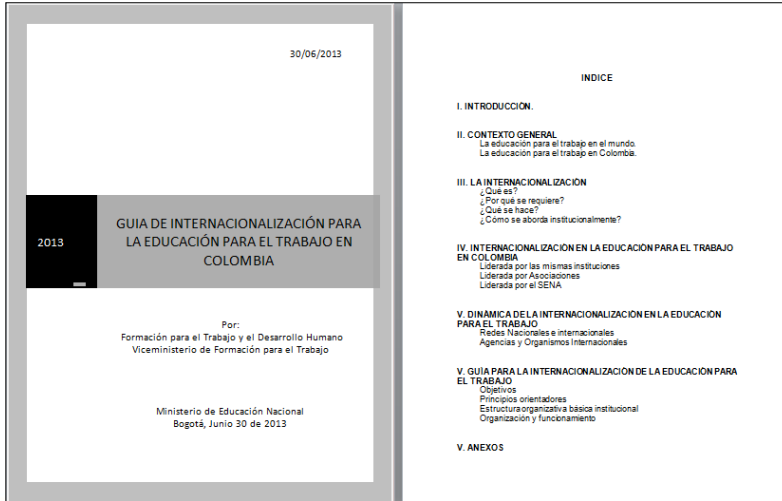 30/06/2013
2013
GUIA DE INTERNACIONALIZACIÓN PARA
LA EDUCACIÓN PARA EL TRABAJO EN
COLOMBIA
Por:
Formación para el Trabajo y el Desarrollo Humano
Viceministerio de Formación para el Trabajo
Ministerio de Educación Nacional
Bogotá, Junio 30 de 2013
INDICE
I. INTRODUCCIÓN.
II. CONTEXTO GENERAL
La educación para el trabajo en el mundo.
La educación para el trabajo en Colombia.
III. LA INTERNACIONALIZACIÓN
¿Qué es?
¿Por qué se requiere?
¿Qué se hace?
¿Cómo se aborda institucionalmente?
IV. INTERNACIONALIZACIÓN EN LA EDUCACIÓN PARA EL TRABAJO
EN COLOMBIA
Liderada por las mismas instituciones
Liderada por Asociaciones
Liderada por el SENA
V. DINÁMICA DE LA INTERNACIONALIZACIÓN EN LA EDUCACIÓN
PARA EL TRABAJO
Redes Nacionales e internacionales
Agencias y Organismos Internacionales
V. GUÍA PARA LA INTERNACIONALIZACIÓN DE LA EDUCACIÓN PARA
EL TRABAJO
Objetivos
Principios orientadores
Estructura organizativa básica institucional
Organización y funcionamiento
V. ANEXOS